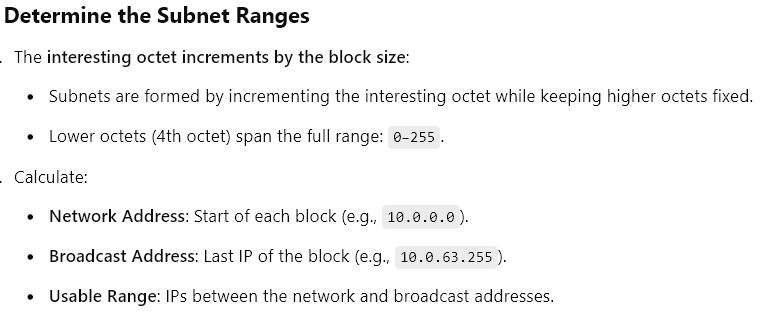 Determine the Subnet Ranges
. The interesting octet increments by the block size:
• Subnets are formed by incrementing the interesting octet while keeping higher octets fixed.
• Lower octets (4th octet) span the full range: 0–255.
. Calculate:
• Network Address: Start of each block (e.g., 10.0.0.0).
• Broadcast Address: Last IP of the block (e.g., 10.0.63.255).
• Usable Range: IPs between the network and broadcast addresses.